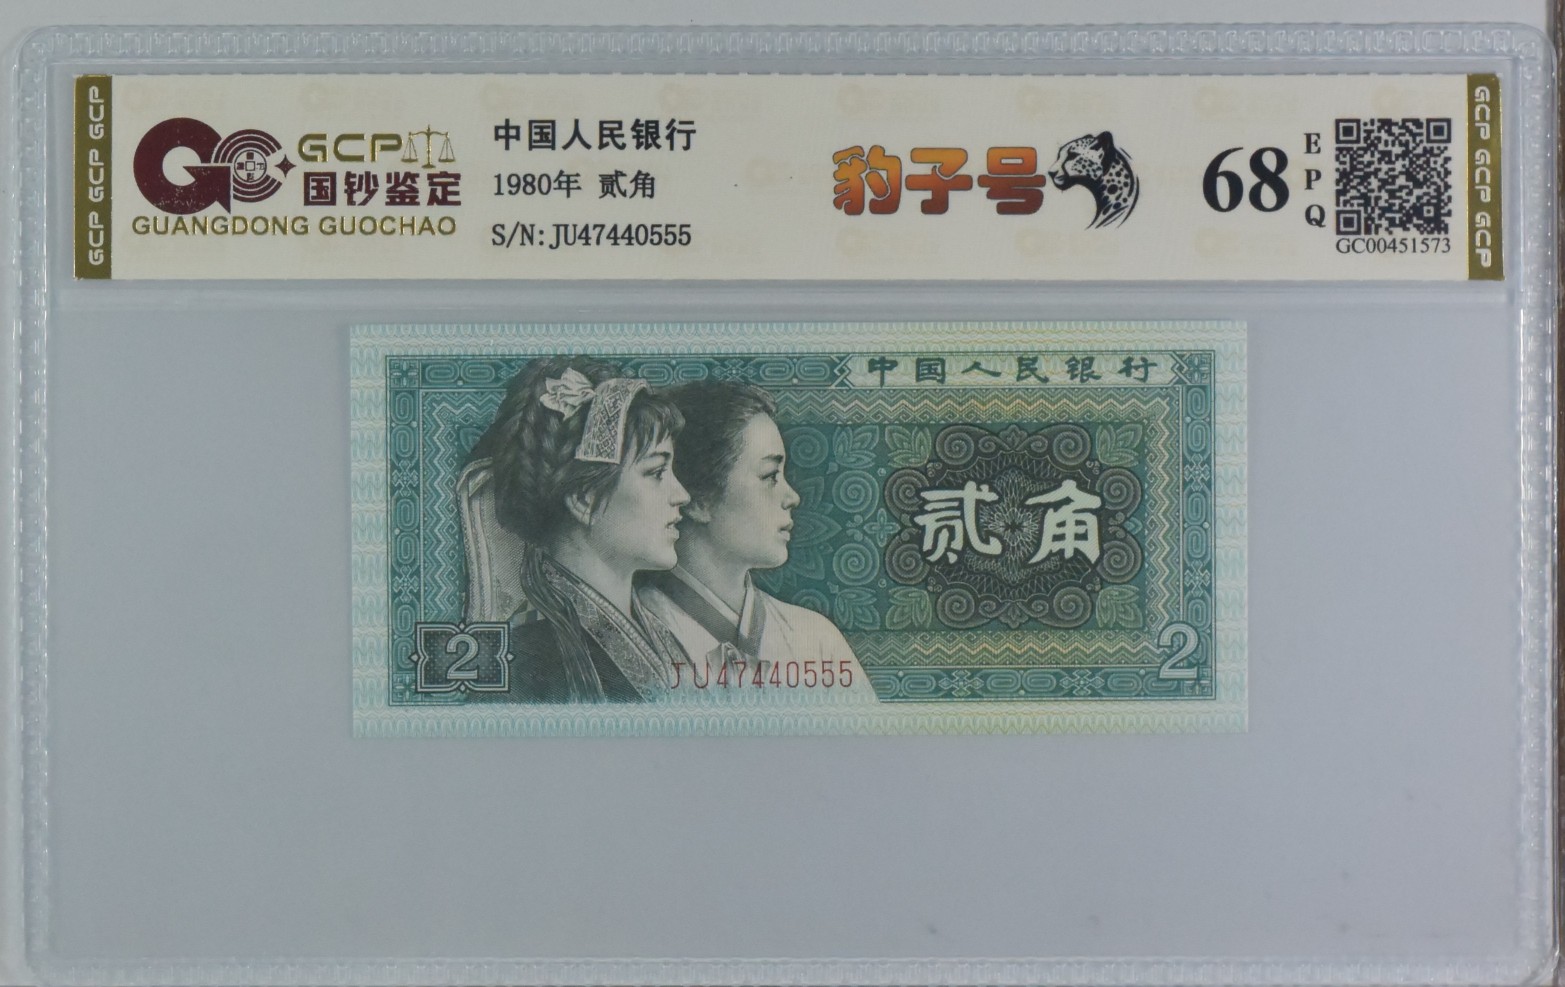 GCP GCP GCP
GCP
国钞鉴定
GUANGDONG GUOCHAO
中国人民银行
1980年 贰角
S/N:JU47440555
豹子号
68
EPQ
GC00451573
GCP GCP GCP
中国人民银行
贰角
2
JU47440555
2